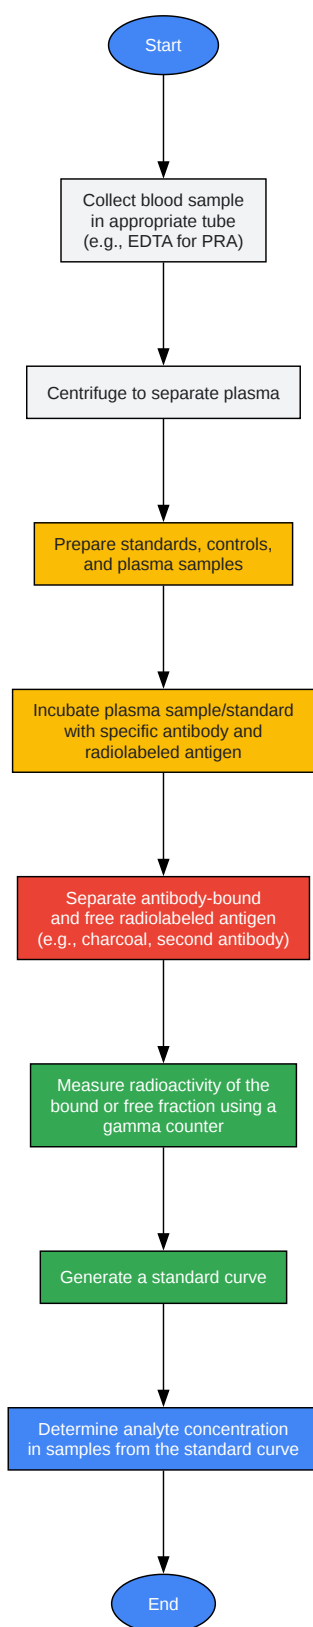 Start
Collect blood sample
in appropriate tube
(e.g., EDTA for PRA)
Centrifuge to separate plasma
Prepare standards, controls,
and plasma samples
Incubate plasma sample/standard
with specific antibody and
radiolabeled antigen
Separate antibody-bound
and free radiolabeled antigen
(e.g., charcoal, second antibody)
Measure radioactivity of the
bound or free fraction using a
gamma counter
Generate a standard curve
Determine analyte concentration
in samples from the standard curve
End